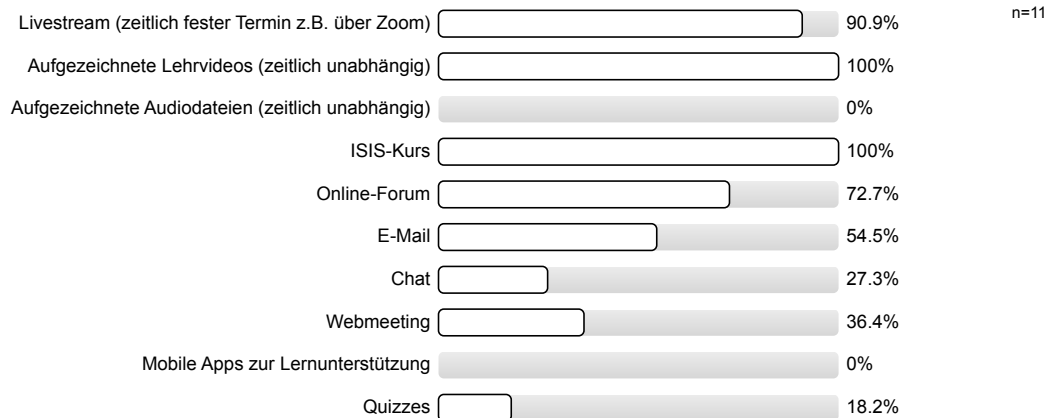 Livestream (zeitlich fester Termin z.B. über Zoom) 90.9% n=11
Aufgezeichnete Lehrvideos (zeitlich unabhängig) 100%
Aufgezeichnete Audiodateien (zeitlich unabhängig) 0%
ISIS-Kurs 100%
Online-Forum 72.7%
E-Mail 54.5%
Chat 27.3%
Webmeeting 36.4%
Mobile Apps zur Lernunterstützung 0%
Quizzes 18.2%